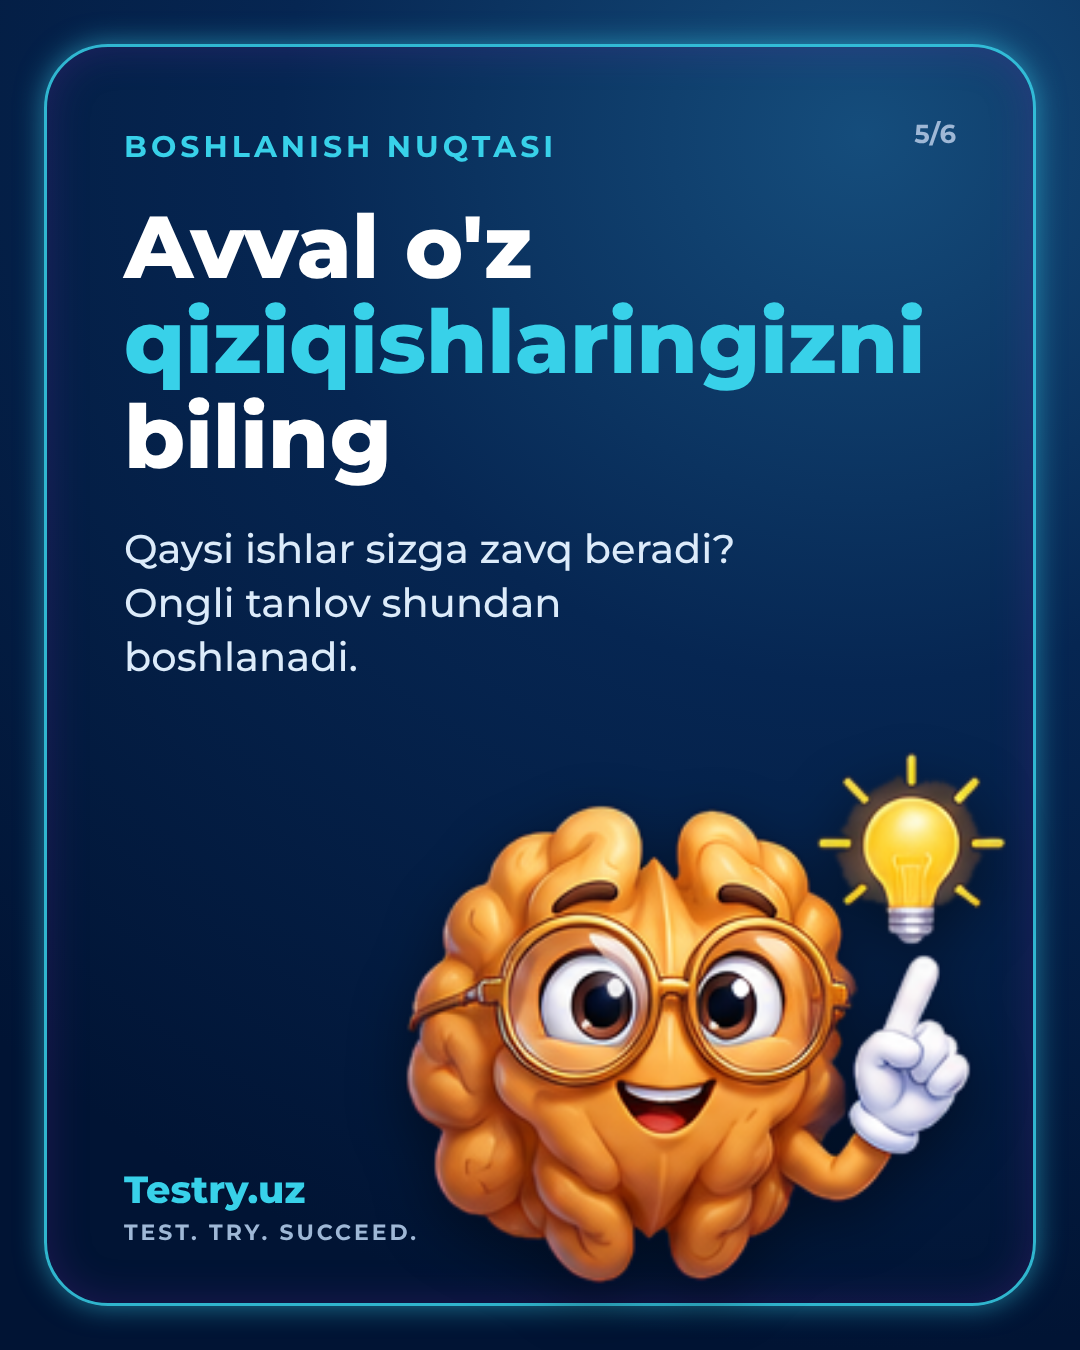 BOSHLANISH NUQTASI
5/6
Avval o'z
qiziqishlaringizni
biling
Qaysi ishlar sizga zavq beradi?
Ongli tanlov shundan
boshlanadi.
Testry.uz
TEST. TRY. SUCCEED.